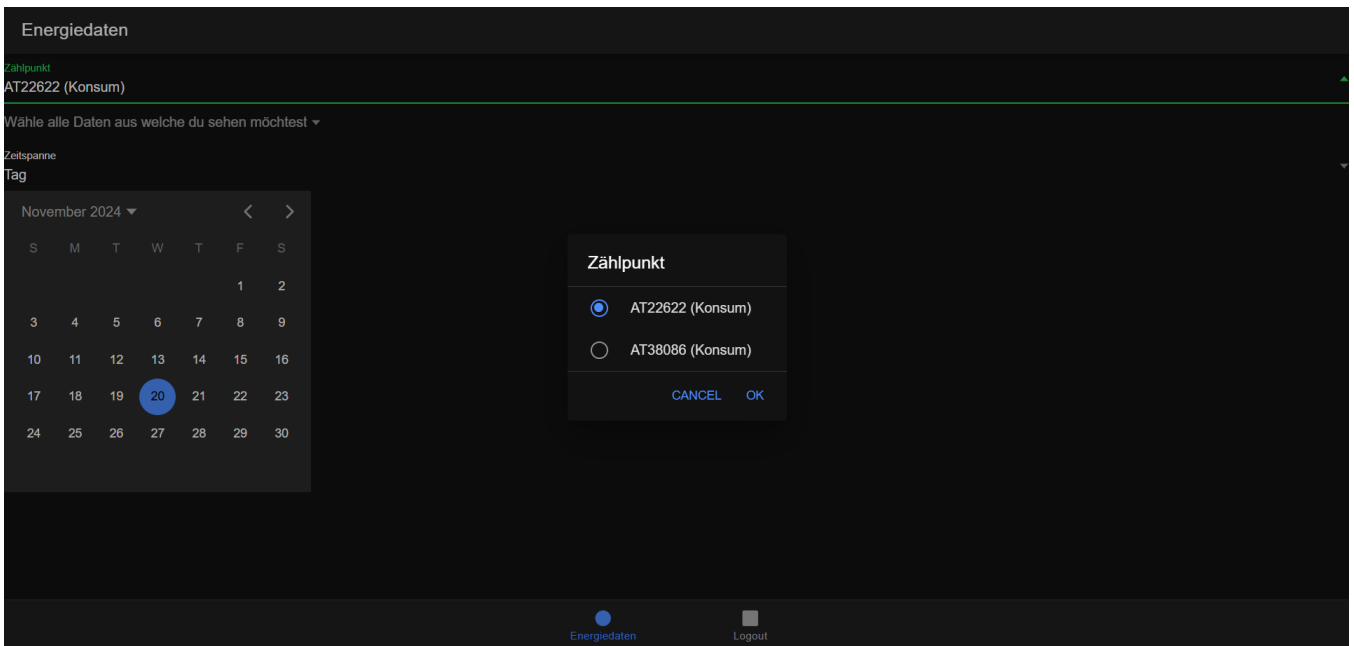 Energiedaten
Zählpunkt
AT22622 (Konsum)
Wähle alle Daten aus welche du sehen möchtest
Zeitspanne
Tag
November 2024
S M T W T F S
1 2
3 4 5 6 7 8 9
10 11 12 13 14 15 16
17 18 19 20 21 22 23
24 25 26 27 28 29 30
Zählpunkt
AT22622 (Konsum)
AT38086 (Konsum)
CANCEL OK
Energiedaten Logout